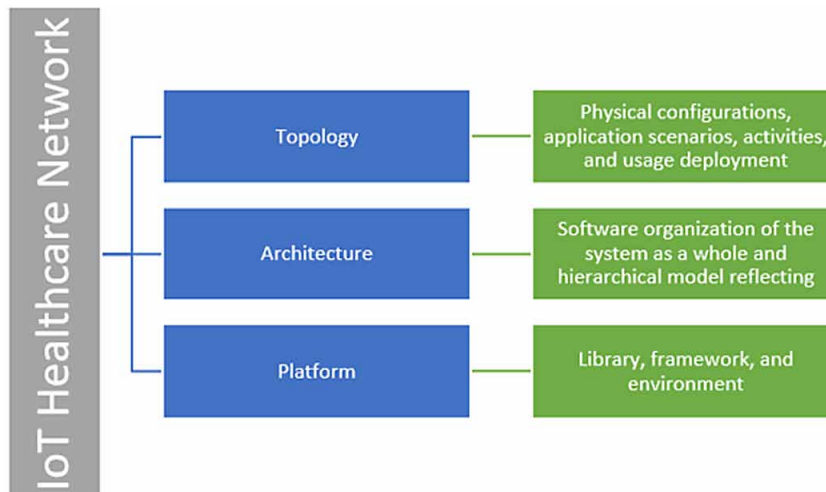 IoT Healthcare Network
Topology
Physical configurations,
application scenarios, activities,
and usage deployment
Architecture
Software organization of the
system as a whole and
hierarchical model reflecting
Platform
Library, framework, and
environment